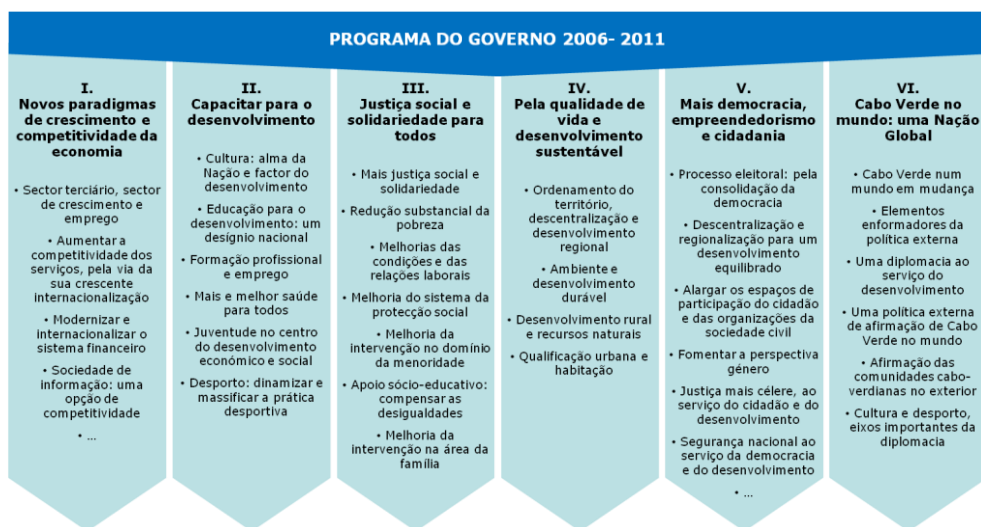 PROGRAMA DO GOVERNO 2006- 2011
I.
Novos paradigmas
de crescimento e
competitividade da
economia
• Sector terciário, sector
de crescimento e
emprego
• Aumentar a
competitividade dos
serviços, pela via da
sua crescente
internacionalização
• Modernizar e
internacionalizar o
sistema financeiro
• Sociedade de
informação: uma
opção de
competitividade
• ...
II.
Capacitar para o
desenvolvimento
• Cultura: alma da
Nação e factor do
desenvolvimento
• Educação para o
desenvolvimento: um
desígnio nacional
• Formação profissional
e emprego
• Mais e melhor saúde
para todos
• Juventude no centro
do desenvolvimento
económico e social
• Desporto: dinamizar e
massificar a prática
desportiva
III.
Justiça social e
solidariedade para
todos
• Mais justiça social e
solidariedade
• Redução substancial da
pobreza
• Melhorias das
condições e das
relações laborais
• Melhoria do sistema da
protecção social
• Melhoria da
intervenção no domínio
da menoridade
• Apoio sócio-educativo:
compensar as
desigualdades
• Melhoria da
intervenção na área da
família
IV.
Pela qualidade de
vida e
desenvolvimento
sustentável
• Ordenamento do
território,
descentralização e
desenvolvimento
regional
• Ambiente e
desenvolvimento
durável
• Desenvolvimento rural
e recursos naturais
• Qualificação urbana e
habitação
V.
Mais democracia,
empreendedorismo
e cidadania
• Processo eleitoral: pela
consolidação da
democracia
• Descentralização e
regionalização para um
desenvolvimento
equilibrado
• Alargar os espaços de
participação do cidadão
e das organizações da
sociedade civil
• Fomentar a perspectiva
género
• Justiça mais célere, ao
serviço do cidadão e do
desenvolvimento
• Segurança nacional ao
serviço da democracia
e do desenvolvimento
• ...
VI.
Cabo Verde no
mundo: uma Nação
Global
• Cabo Verde num
mundo em mudança
• Elementos
enformadores da
política externa
• Uma diplomacia ao
serviço do
desenvolvimento
• Uma política externa
de afirmação de Cabo
Verde no mundo
• Afirmação das
comunidades cabo-
verdianas no exterior
• Cultura e desporto,
eixos importantes da
diplomacia